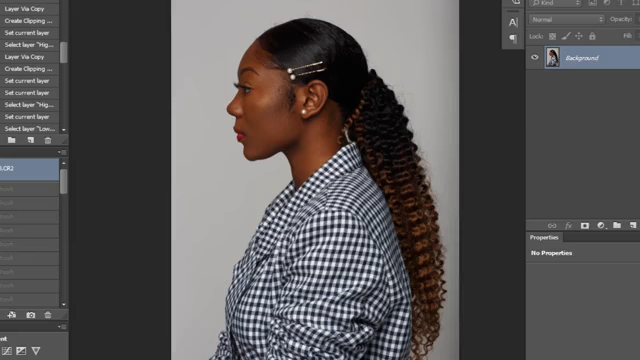 Layer Via Copy
Create Clipping ...
Set current layer
Select layer "Hig...
Layer Via Copy
Create Clipping ...
Set current layer
Set current layer
Select layer "Hig...
Set current layer
Select layer "Low...
Kind
Normal
Lock:
Fill:
Background
Properties
No Properties